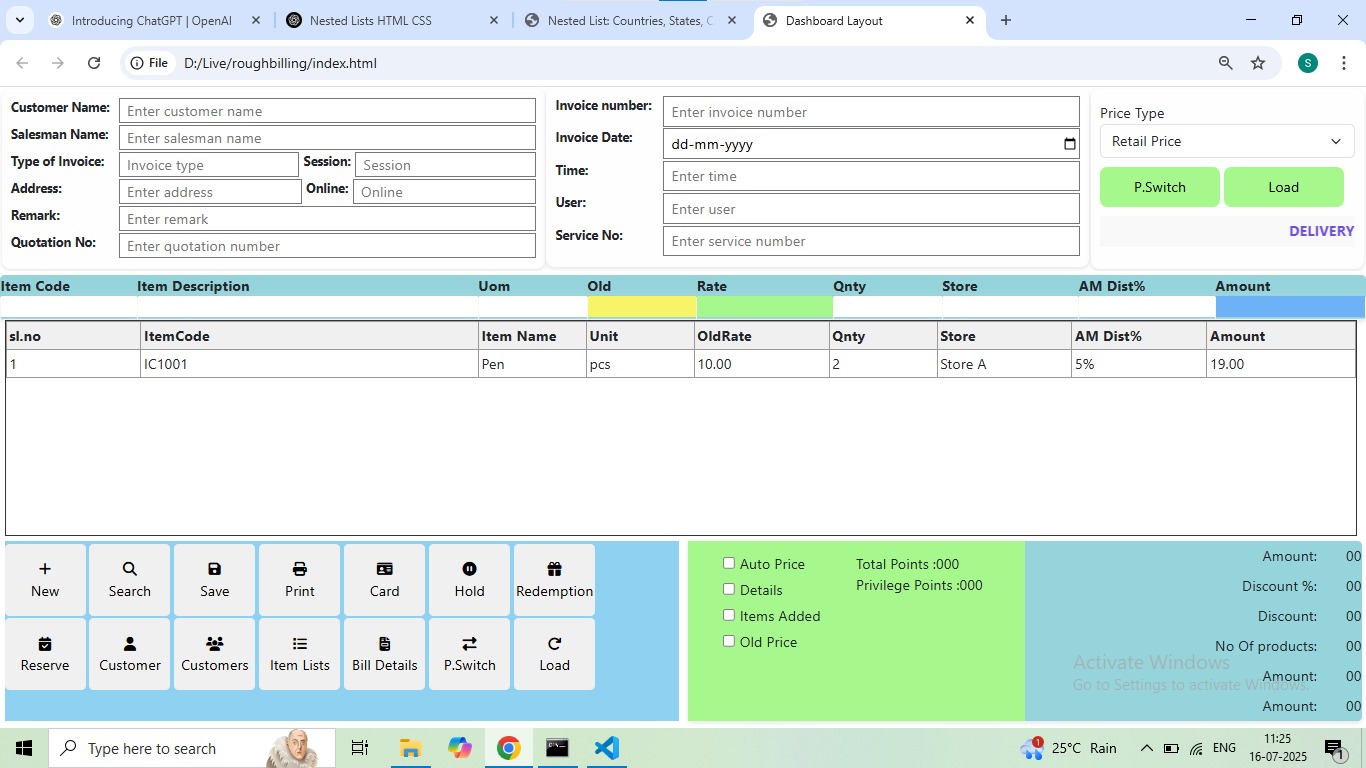 Introducing ChatGPT | OpenAI
Nested Lists HTML CSS
Nested List: Countries, States, C
Dashboard Layout
File D:/Live/roughbilling/index.html
S
Customer Name: Enter customer name
Salesman Name: Enter salesman name
Type of Invoice: Invoice type Session: Session
Address: Enter address Online: Online
Remark: Enter remark
Quotation No: Enter quotation number
Invoice number: Enter invoice number
Invoice Date: dd-mm-yyyy
Time: Enter time
User: Enter user
Service No: Enter service number
Price Type
Retail Price
P.Switch Load
DELIVERY
Item Code Item Description Uom Old Rate Qnty Store AM Dist% Amount
sl.no ItemCode Item Name Unit OldRate Qnty Store AM Dist% Amount
1 IC1001 Pen pcs 10.00 2 Store A 5% 19.00
New Search Save Print Card Hold Redemption
Reserve Customer Customers Item Lists Bill Details P.Switch Load
Auto Price
Details
Items Added
Old Price
Total Points :000
Privilege Points :000
Amount: 00
Discount %: 00
Discount: 00
No Of products: 00
Amount: 00
Amount: 00
Activate Windows
Go to Settings to activate Windows.
Type here to search
1
25°C Rain
ENG
11:25
16-07-2025
1